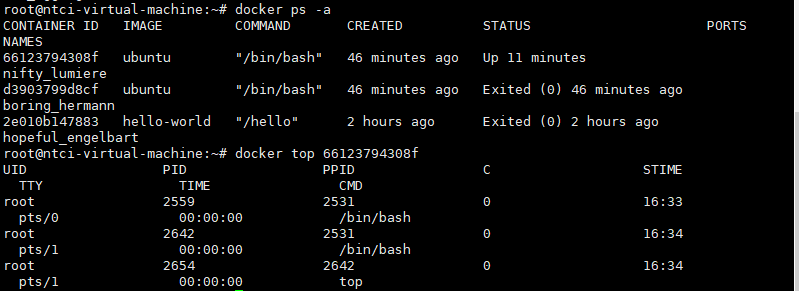 root@ntci-virtual-machine:~# docker ps -a
CONTAINER ID   IMAGE         COMMAND       CREATED          STATUS                      PORTS
NAMES
66123794308f   ubuntu        "/bin/bash"   46 minutes ago   Up 11 minutes
nifty_lumiere
d3903799d8cf   ubuntu        "/bin/bash"   46 minutes ago   Exited (0) 46 minutes ago
boring_hermann
2e010b147883   hello-world   "/hello"      2 hours ago      Exited (0) 2 hours ago
hopeful_engelbart
root@ntci-virtual-machine:~# docker top 66123794308f
UID                 PID                 PPID                C                   STIME
  TTY                 TIME                CMD
root                2559                2531                0                   16:33
  pts/0               00:00:00            /bin/bash
root                2642                2531                0                   16:34
  pts/1               00:00:00            /bin/bash
root                2654                2642                0                   16:34
  pts/1               00:00:00            top